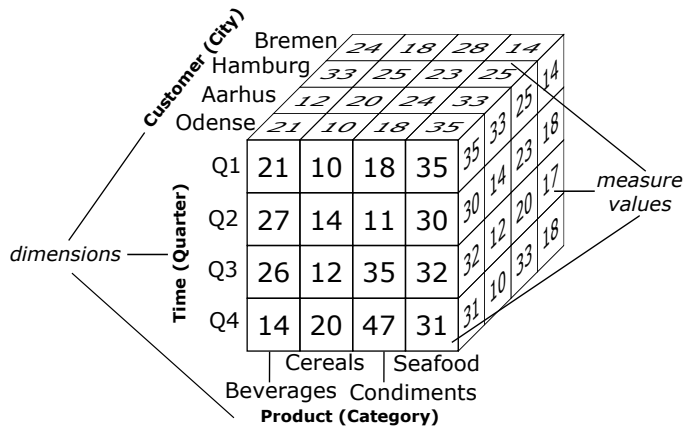 Customer (City)
Bremen 24 18 28 14
Hamburg 33 25 23 25
Aarhus 12 20 24 33
Odense 21 10 18 35
Q1 21 10 18 35 35 33 25 14
Q2 27 14 11 30 30 14 23 18
Q3 26 12 35 32 32 12 20 17
Q4 14 20 47 31 31 10 33 18
measure
values
dimensions
Time (Quarter)
Cereals Seafood
Beverages Condiments
Product (Category)